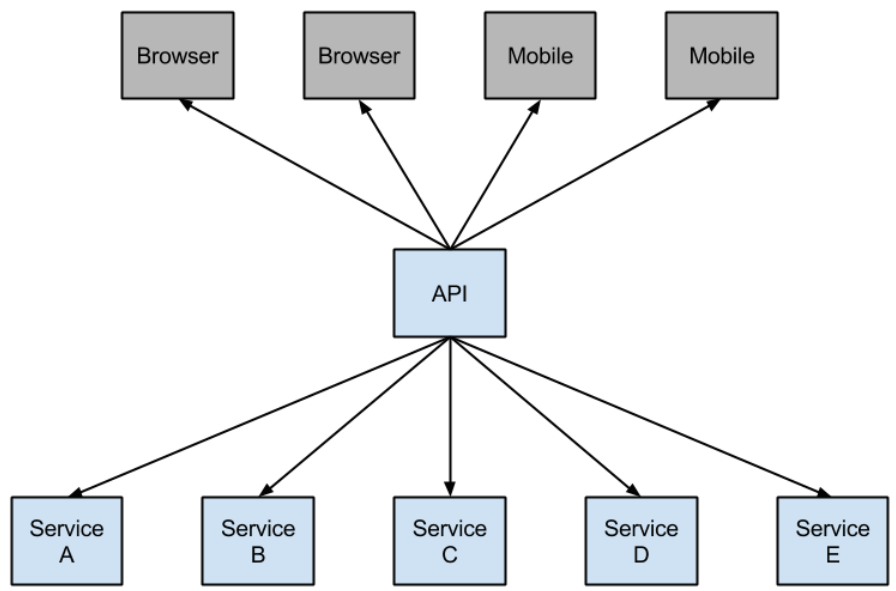 Browser
Browser
Mobile
Mobile
API
Service
A
Service
B
Service
C
Service
D
Service
E